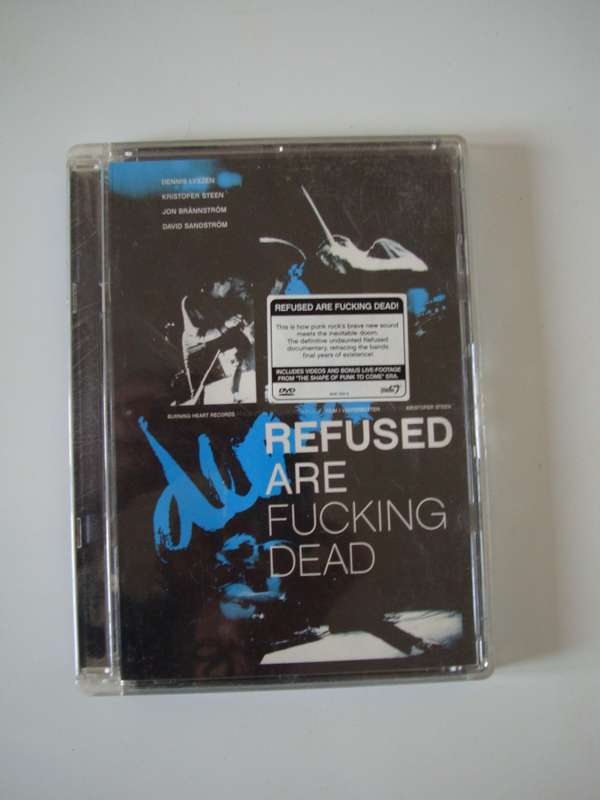 DENNIS LYXZÉN
KRISTOFER STEEN
JON BRÄNNSTRÖM
DAVID SANDSTRÖM
REFUSED ARE FUCKING DEAD!
This is how punk rock's brave new sound
meets the inevitable doom.
The definitive undaunted Refused
documentary, retracing the bands
final years of existence!
INCLUDES VIDEOS AND BONUS LIVE-FOOTAGE
FROM "THE SHAPE OF PUNK TO COME" ERA.
DVD
BURNING HEART RECORDS
FILM I VÄSTERBOTTEN
KRISTOFER STEEN
REFUSED
ARE
FUCKING
DEAD